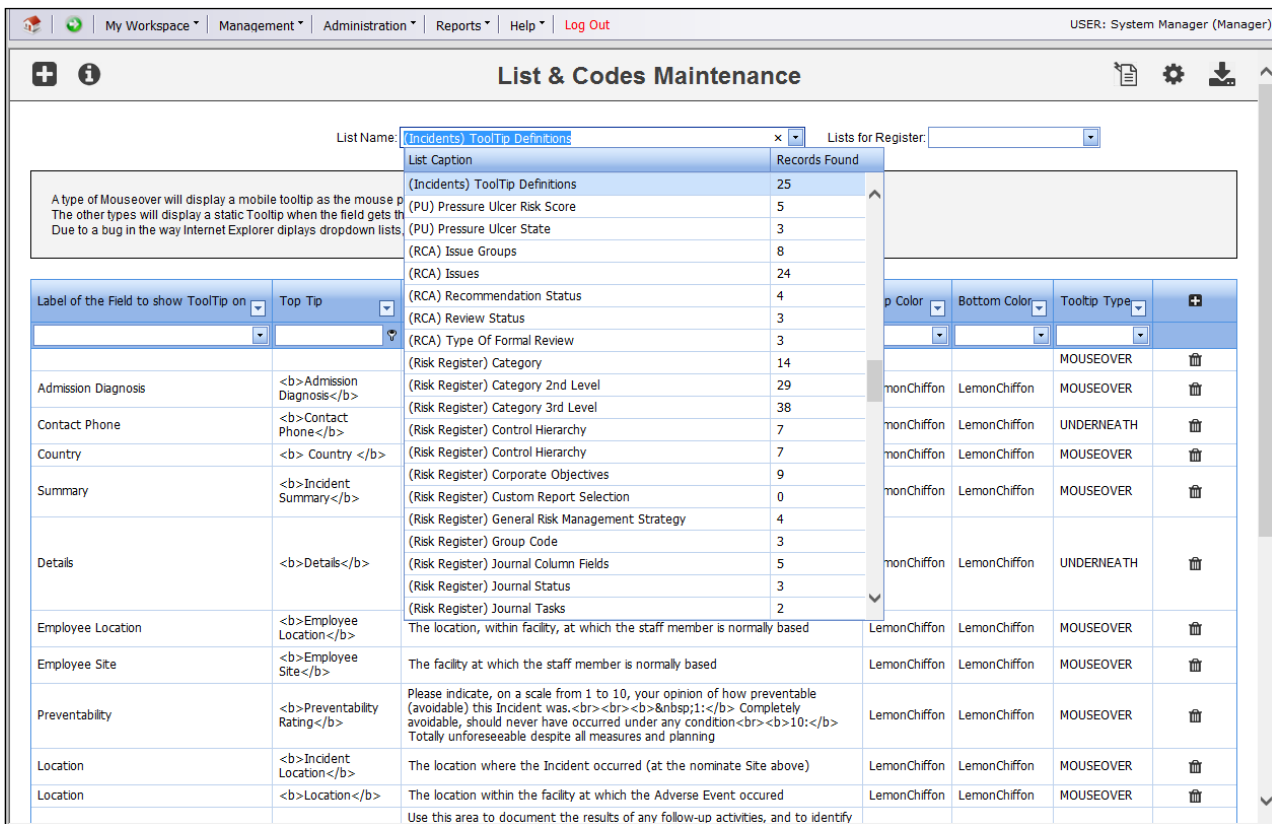 My Workspace Management Administration Reports Help Log Out USER: System Manager (Manager)
List & Codes Maintenance
List Name: (Incidents) ToolTip Definitions x Lists for Register:
List Caption Records Found
(Incidents) ToolTip Definitions 25
(PU) Pressure Ulcer Risk Score 5
(PU) Pressure Ulcer State 3
(RCA) Issue Groups 8
(RCA) Issues 24
(RCA) Recommendation Status 4
(RCA) Review Status 3
(RCA) Type Of Formal Review 3
(Risk Register) Category 14
(Risk Register) Category 2nd Level 29
(Risk Register) Category 3rd Level 38
(Risk Register) Control Hierarchy 7
(Risk Register) Control Hierarchy 7
(Risk Register) Corporate Objectives 9
(Risk Register) Custom Report Selection 0
(Risk Register) General Risk Management Strategy 4
(Risk Register) Group Code 3
(Risk Register) Journal Column Fields 5
(Risk Register) Journal Status 3
(Risk Register) Journal Tasks 2
A type of Mouseover will display a mobile tooltip as the mouse p
The other types will display a static Tooltip when the field gets th
Due to a bug in the way Internet Explorer diplays dropdown lists,
Label of the Field to show ToolTip on Top Tip p Color Bottom Color Tooltip Type
MOUSEOVER
Admission Diagnosis <b>Admission
Diagnosis</b> monChiffon LemonChiffon MOUSEOVER
Contact Phone <b>Contact
Phone</b> monChiffon LemonChiffon UNDERNEATH
Country <b> Country </b> monChiffon LemonChiffon MOUSEOVER
Summary <b>Incident
Summary</b> monChiffon LemonChiffon MOUSEOVER
Details <b>Details</b> monChiffon LemonChiffon UNDERNEATH
Employee Location <b>Employee
Location</b> The location, within facility, at which the staff member is normally based LemonChiffon LemonChiffon MOUSEOVER
Employee Site <b>Employee
Site</b> The facility at which the staff member is normally based LemonChiffon LemonChiffon MOUSEOVER
Preventability <b>Preventability
Rating</b> Please indicate, on a scale from 1 to 10, your opinion of how preventable
(avoidable) this Incident was.<br><br><b>&nbsp;1:</b> Completely
avoidable, should never have occurred under any condition<br><b>10:</b>
Totally unforeseeable despite all measures and planning LemonChiffon LemonChiffon MOUSEOVER
Location <b>Incident
Location</b> The location where the Incident occurred (at the nominate Site above) LemonChiffon LemonChiffon MOUSEOVER
Location <b>Location</b> The location within the facility at which the Adverse Event occured LemonChiffon LemonChiffon MOUSEOVER
Use this area to document the results of any follow-up activities, and to identify